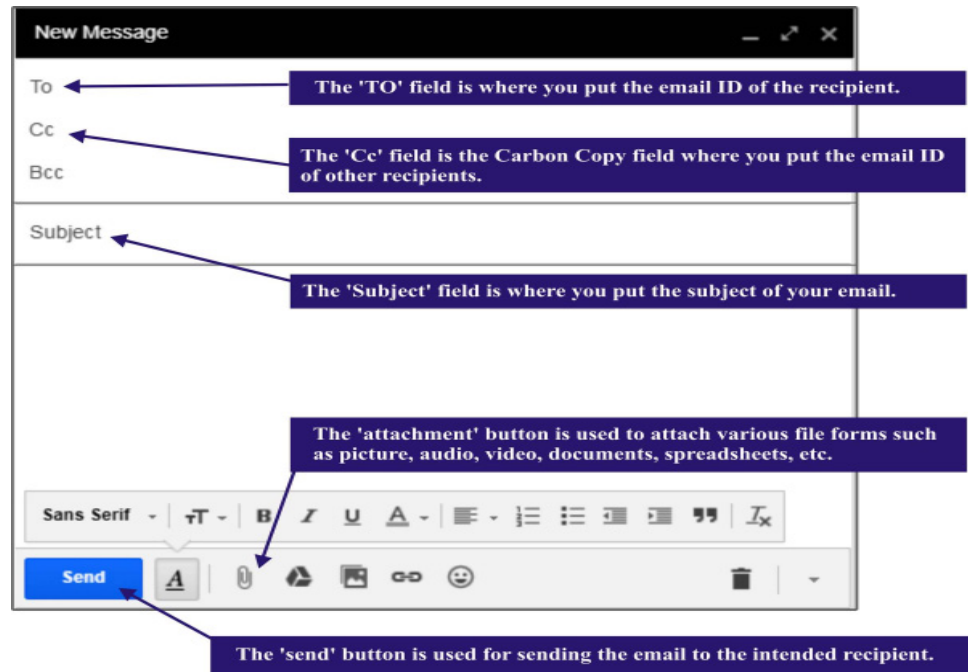 New Message
To
The 'TO' field is where you put the email ID of the recipient.
Cc
The 'Cc' field is the Carbon Copy field where you put the email ID
of other recipients.
Bcc
Subject
The 'Subject' field is where you put the subject of your email.
The 'attachment' button is used to attach various file forms such
as picture, audio, video, documents, spreadsheets, etc.
Sans Serif
Send
The 'send' button is used for sending the email to the intended recipient.